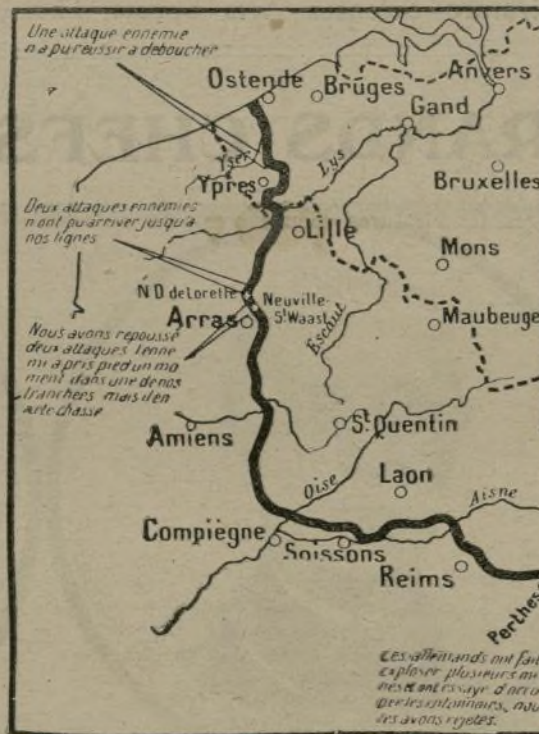 Une attaque ennemie
n a pu reussir a deboucher
Ostende
Bruges
Anvers
Gand
Yser
Lys
Ypres
Bruxelles
Deux attaques ennemies
n ont pu arriver jusqu'a
nos lignes
Lille
Mons
N D de Lorette
Neuville-
St Waast
Arras
Escaut
Maubeuge
Nous avons repoussé
deux attaques l enne
mi a pris pied un mo
ment dans une de nos
tranchées mais il en
a ete chassé
Amiens
St Quentin
Oise
Laon
Aisne
Compiègne
Soissons
Reims
Perthes
Les allemands ont fait
exploser plusieurs mi
nes et ont essayé d'occu
per les entonnoirs, nou
les avons rejetés.